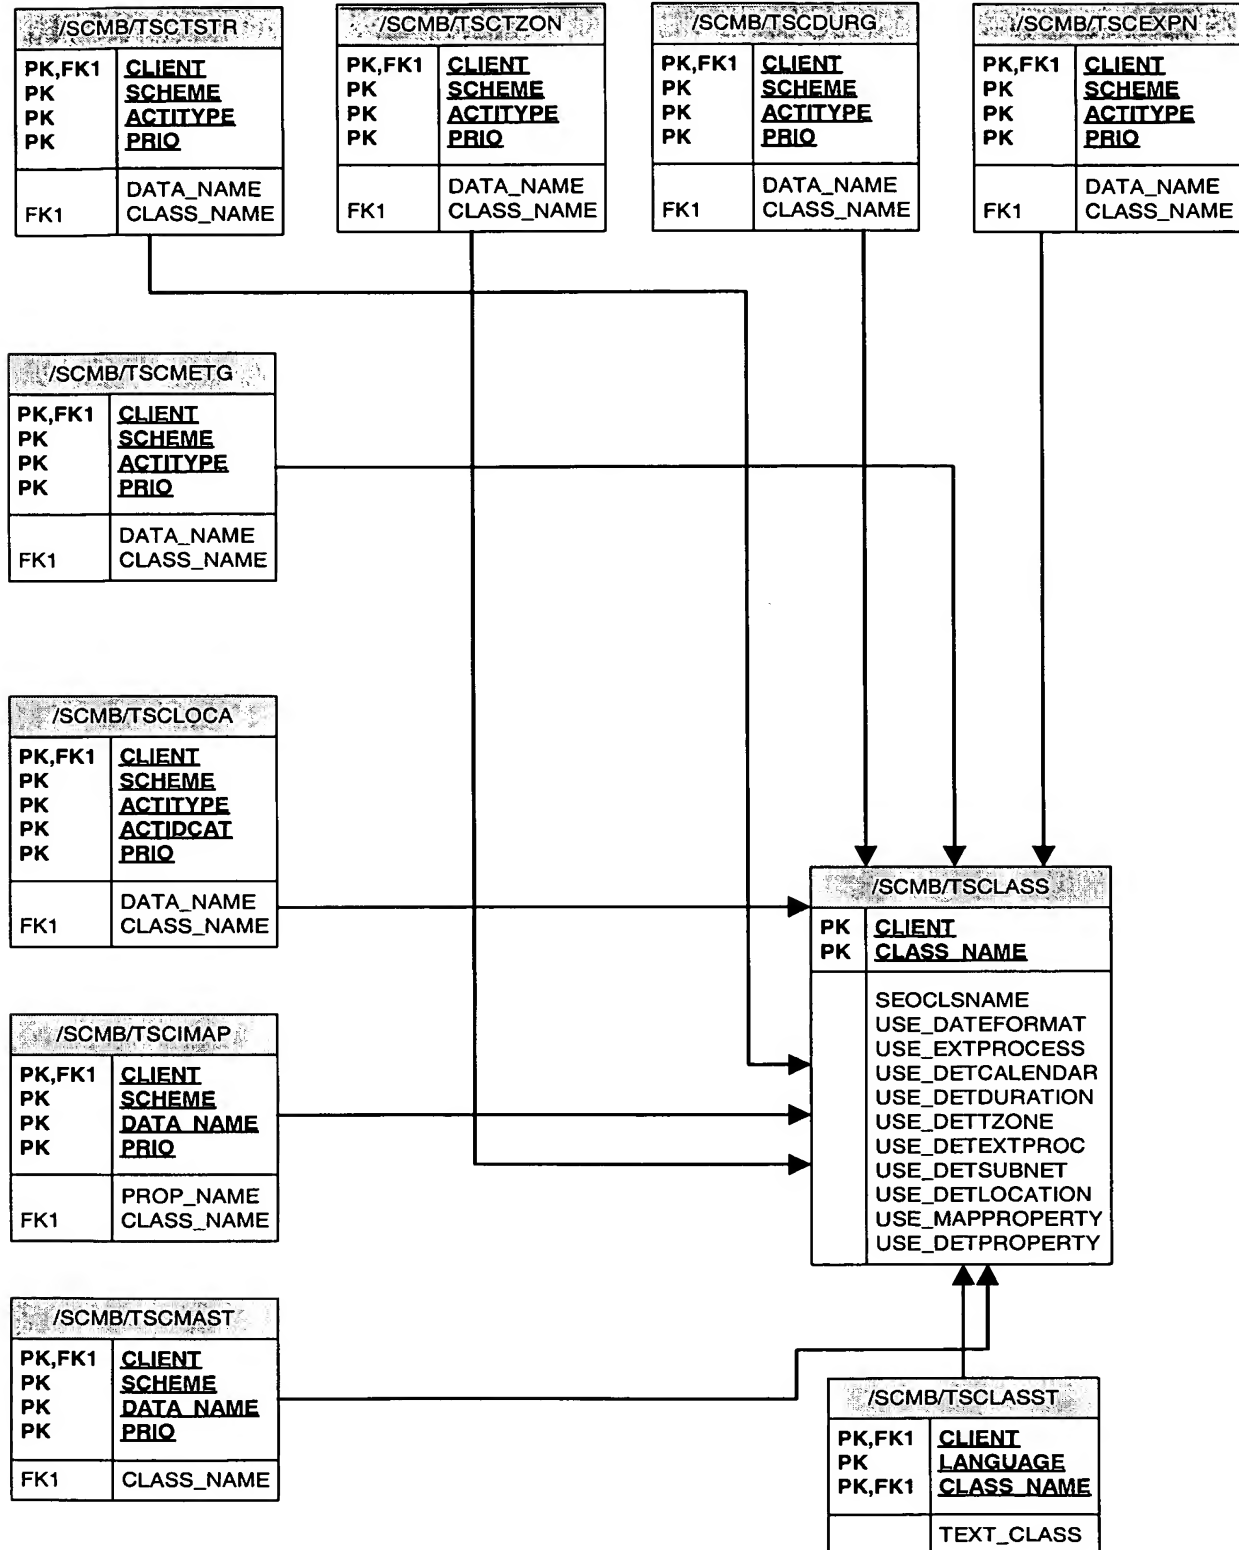 /SCMB/TSCTSTR
PK,FK1 CLIENT
PK SCHEME
PK ACTITYPE
PK PRIO
DATA_NAME
FK1 CLASS_NAME
/SCMB/TSCTZON
PK,FK1 CLIENT
PK SCHEME
PK ACTITYPE
PK PRIO
DATA_NAME
FK1 CLASS_NAME
/SCMB/TSCDURG
PK,FK1 CLIENT
PK SCHEME
PK ACTITYPE
PK PRIO
DATA_NAME
FK1 CLASS_NAME
/SCMB/TSCEXPN
PK,FK1 CLIENT
PK SCHEME
PK ACTITYPE
PK PRIO
DATA_NAME
FK1 CLASS_NAME
/SCMB/TSCMETG
PK,FK1 CLIENT
PK SCHEME
PK ACTITYPE
PK PRIO
DATA_NAME
FK1 CLASS_NAME
/SCMB/TSCLOCA
PK,FK1 CLIENT
PK SCHEME
PK ACTITYPE
PK ACTIDCAT
PK PRIO
DATA_NAME
FK1 CLASS_NAME
/SCMB/TSCLASS
PK CLIENT
PK CLASS_NAME
SEOCLSNAME
USE_DATEFORMAT
USE_EXTPROCESS
USE_DETCALENDAR
USE_DETDURATION
USE_DETTZONE
USE_DETEXTPROC
USE_DETSUBNET
USE_DETLOCATION
USE_MAPPROPERTY
USE_DETPROPERTY
/SCMB/TSCIMAP
PK,FK1 CLIENT
PK SCHEME
PK DATA_NAME
PK PRIO
PROP_NAME
FK1 CLASS_NAME
/SCMB/TSCMAST
PK,FK1 CLIENT
PK SCHEME
PK DATA_NAME
PK PRIO
FK1 CLASS_NAME
/SCMB/TSCLASST
PK,FK1 CLIENT
PK LANGUAGE
PK,FK1 CLASS_NAME
TEXT_CLASS